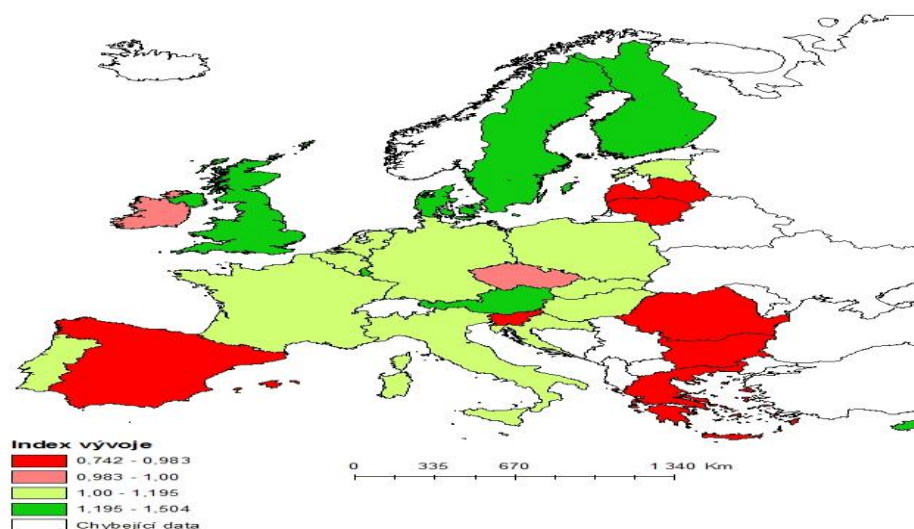 Index vývoje
0,742 - 0,983
0,983 - 1,00
1,00 - 1,195
1,195 - 1,504
Chybející data
0 335 670 1 340 Km